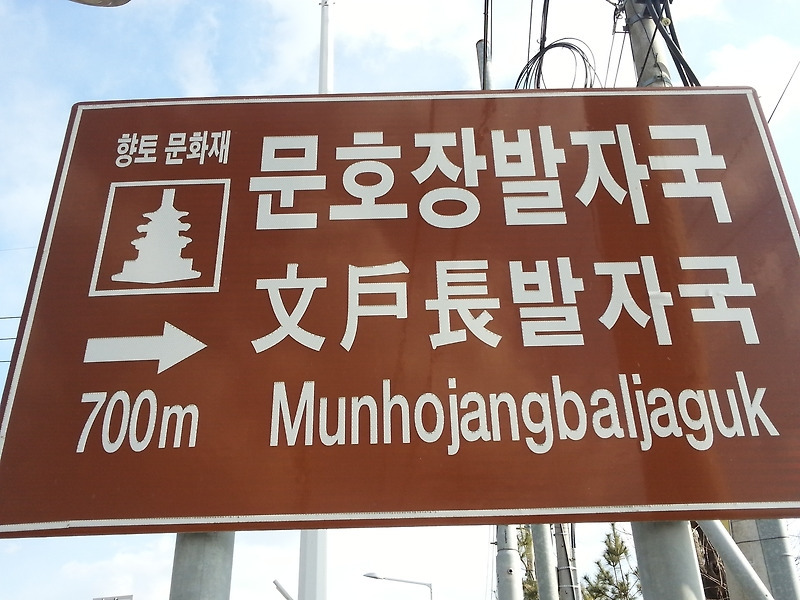 향토 문화재
문호장발자국
文戶長발자국
700m
Munhojangbaljaguk